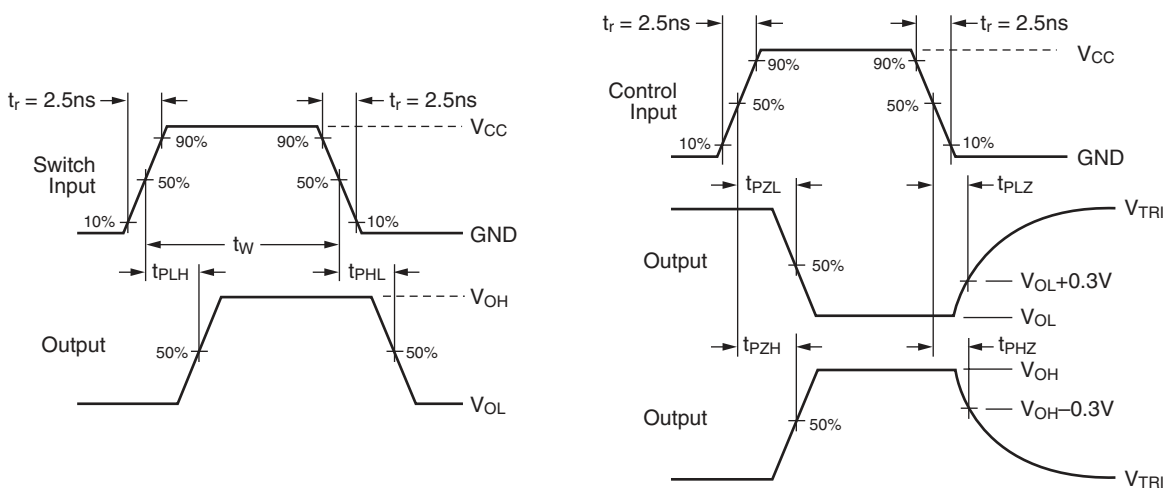 tr = 2.5ns
tr = 2.5ns
VCC
90%
90%
Switch
Input
50%
50%
10%
10%
GND
tW
tPLH
tPHL
VOH
Output
50%
50%
VOL
tr = 2.5ns
tr = 2.5ns
VCC
90%
90%
Control
Input
50%
50%
10%
10%
GND
tPZL
tPLZ
VTRI
Output
50%
VOL+0.3V
VOL
tPZH
tPHZ
VOH
VOH–0.3V
Output
50%
VTRI